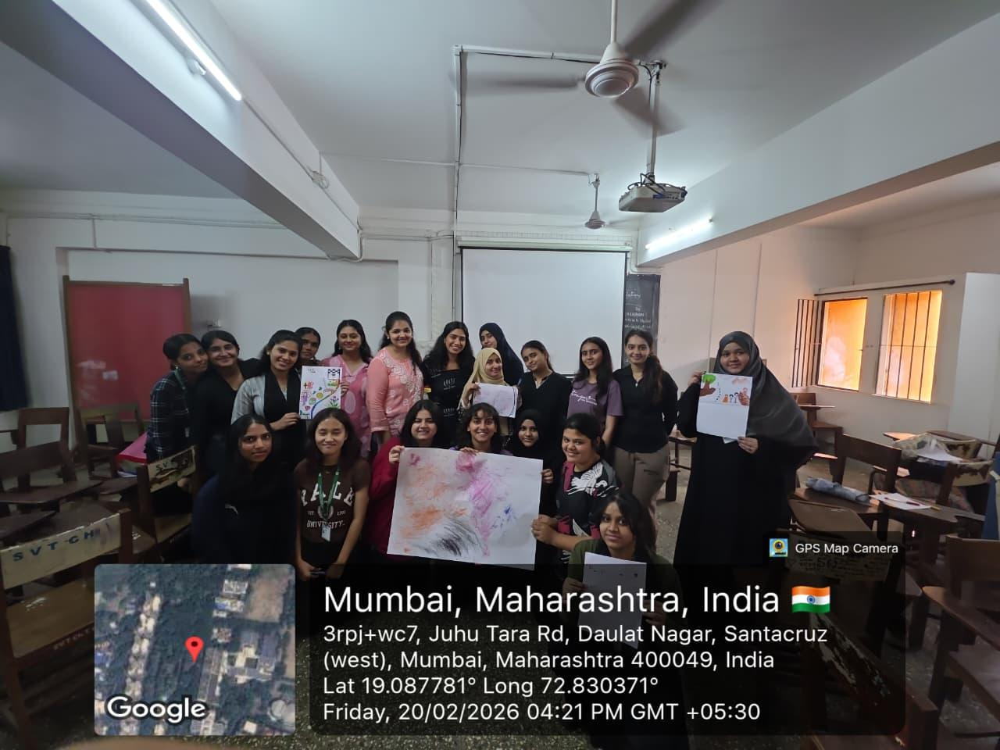 YALE
EST. 1701
UNIVERSITY
SVT-CH
GPS Map Camera
Mumbai, Maharashtra, India 🇮🇳
3rpj+wc7, Juhu Tara Rd, Daulat Nagar, Santacruz
(west), Mumbai, Maharashtra 400049, India
Lat 19.087781° Long 72.830371°
Friday, 20/02/2026 04:21 PM GMT +05:30
Google